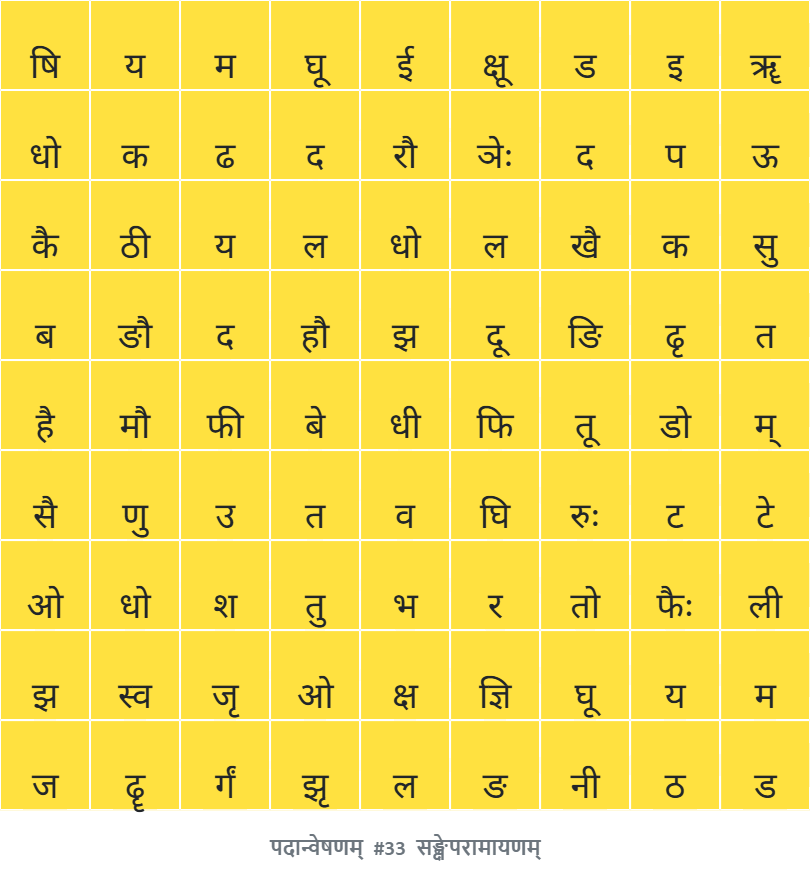 षि य म घू ई क्षू ड इ ॠ
धो क ढ द रौ ञेः द प ऊ
कै ठी य ल धो ल खै क सु
ब ङौ द हौ झ दू ङि ढृ त
है मौ फी बे धी फि तू डो म्
सै णु उ त व घि रुः ट टे
ओ धो श तु भ र तो फैः ली
झ स्व जृ ओ क्ष ज्ञि घू य म
ज ढॄ र्गं झृ ल ङ नी ठ ड
पदान्वेषणम् #33 सङ्क्षेपरामायणम्